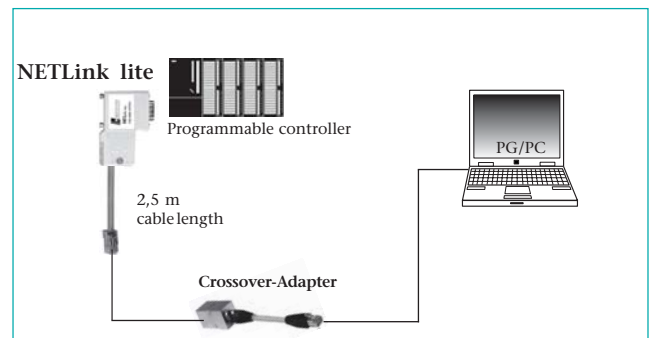 NETLink lite
Programmable controller
PG/PC
2,5 m
cable length
Crossover-Adapter